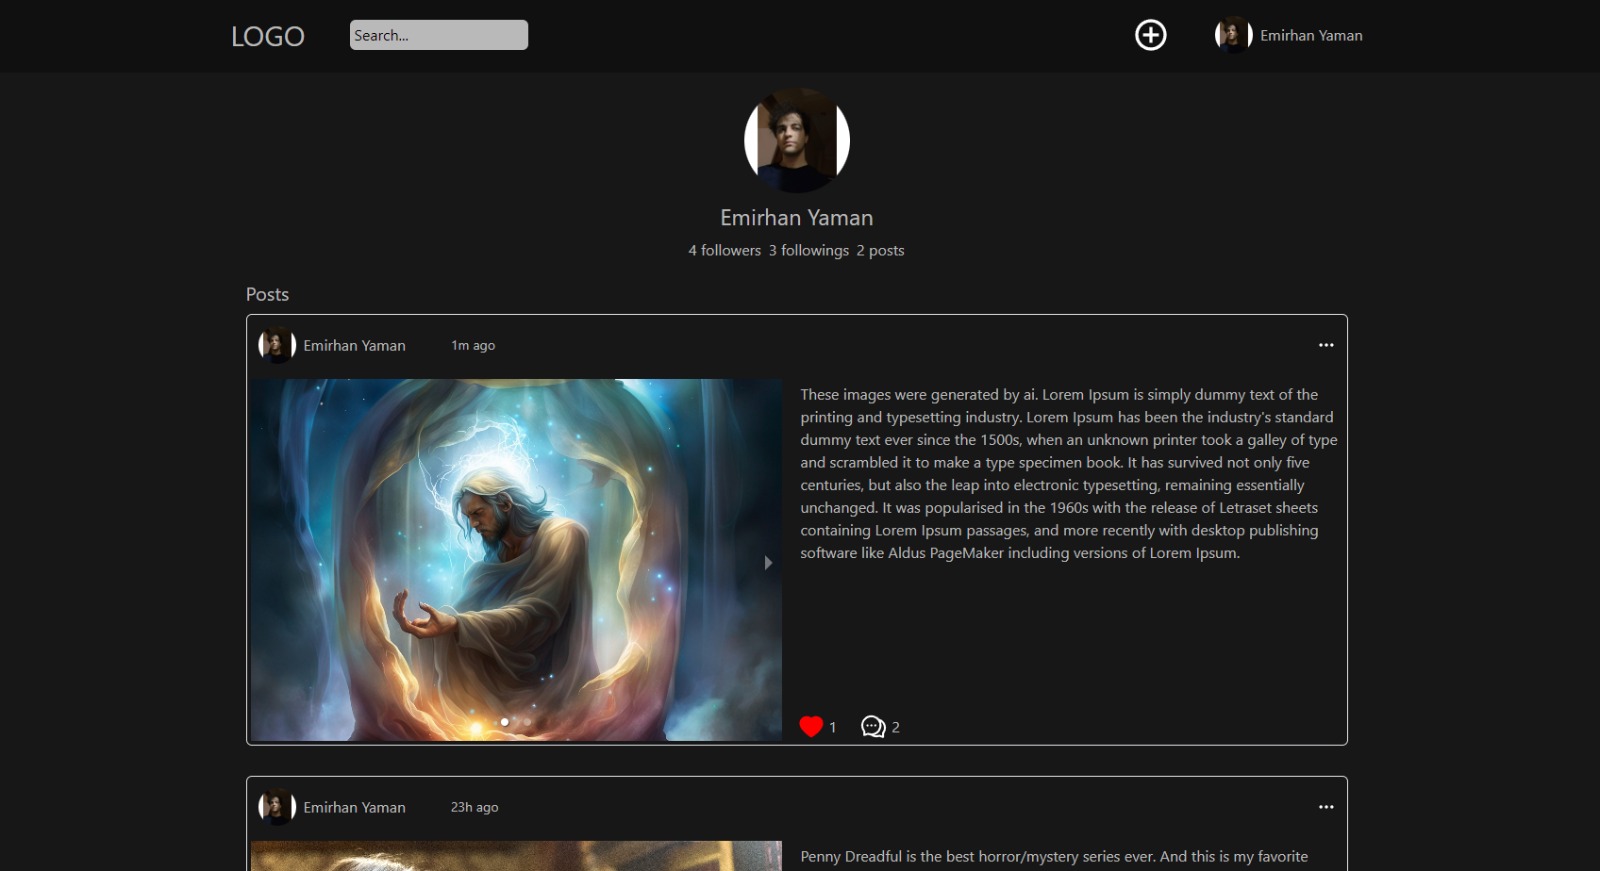 LOGO
Search...
Emirhan Yaman
Emirhan Yaman
4 followers 3 followings 2 posts
Posts
Emirhan Yaman
1m ago
These images were generated by ai. Lorem Ipsum is simply dummy text of the
printing and typesetting industry. Lorem Ipsum has been the industry's standard
dummy text ever since the 1500s, when an unknown printer took a galley of type
and scrambled it to make a type specimen book. It has survived not only five
centuries, but also the leap into electronic typesetting, remaining essentially
unchanged. It was popularised in the 1960s with the release of Letraset sheets
containing Lorem Ipsum passages, and more recently with desktop publishing
software like Aldus PageMaker including versions of Lorem Ipsum.
1
2
Emirhan Yaman
23h ago
Penny Dreadful is the best horror/mystery series ever. And this is my favorite